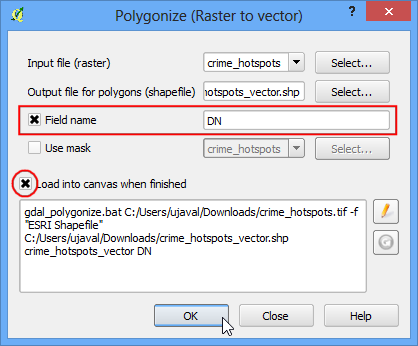 Polygonize (Raster to vector)
?
Input file (raster) crime_hotspots Select...
Output file for polygons (shapefile) hotspots_vector.shp Select...
Field name DN
Use mask crime_hotspots Select...
Load into canvas when finished
gdal_polygonize.bat C:/Users/ujaval/Downloads/crime_hotspots.tif -f
"ESRI Shapefile"
C:/Users/ujaval/Downloads/crime_hotspots_vector.shp
crime_hotspots_vector DN
OK Close Help